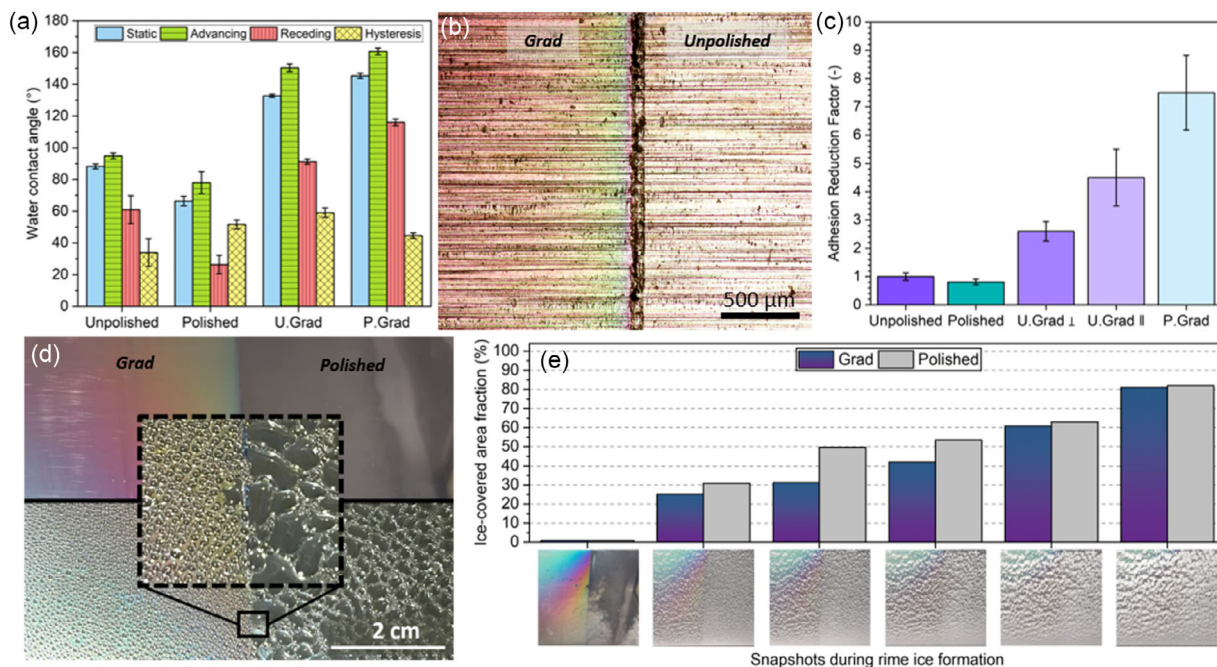 (a)
Static
Advancing
Receding
Hysteresis
Water contact angle (°)
180
160
140
120
100
80
60
40
20
0
Unpolished
Polished
U.Grad
P.Grad
(b)
Grad
Unpolished
500 µm
(c)
Adhesion Reduction Factor (-)
10
9
8
7
6
5
4
3
2
1
0
Unpolished
Polished
U.Grad ⊥
U.Grad ∥
P.Grad
(d)
Grad
Polished
2 cm
(e)
Grad
Polished
Ice-covered area fraction (%)
100
90
80
70
60
50
40
30
20
10
0
Snapshots during rime ice formation